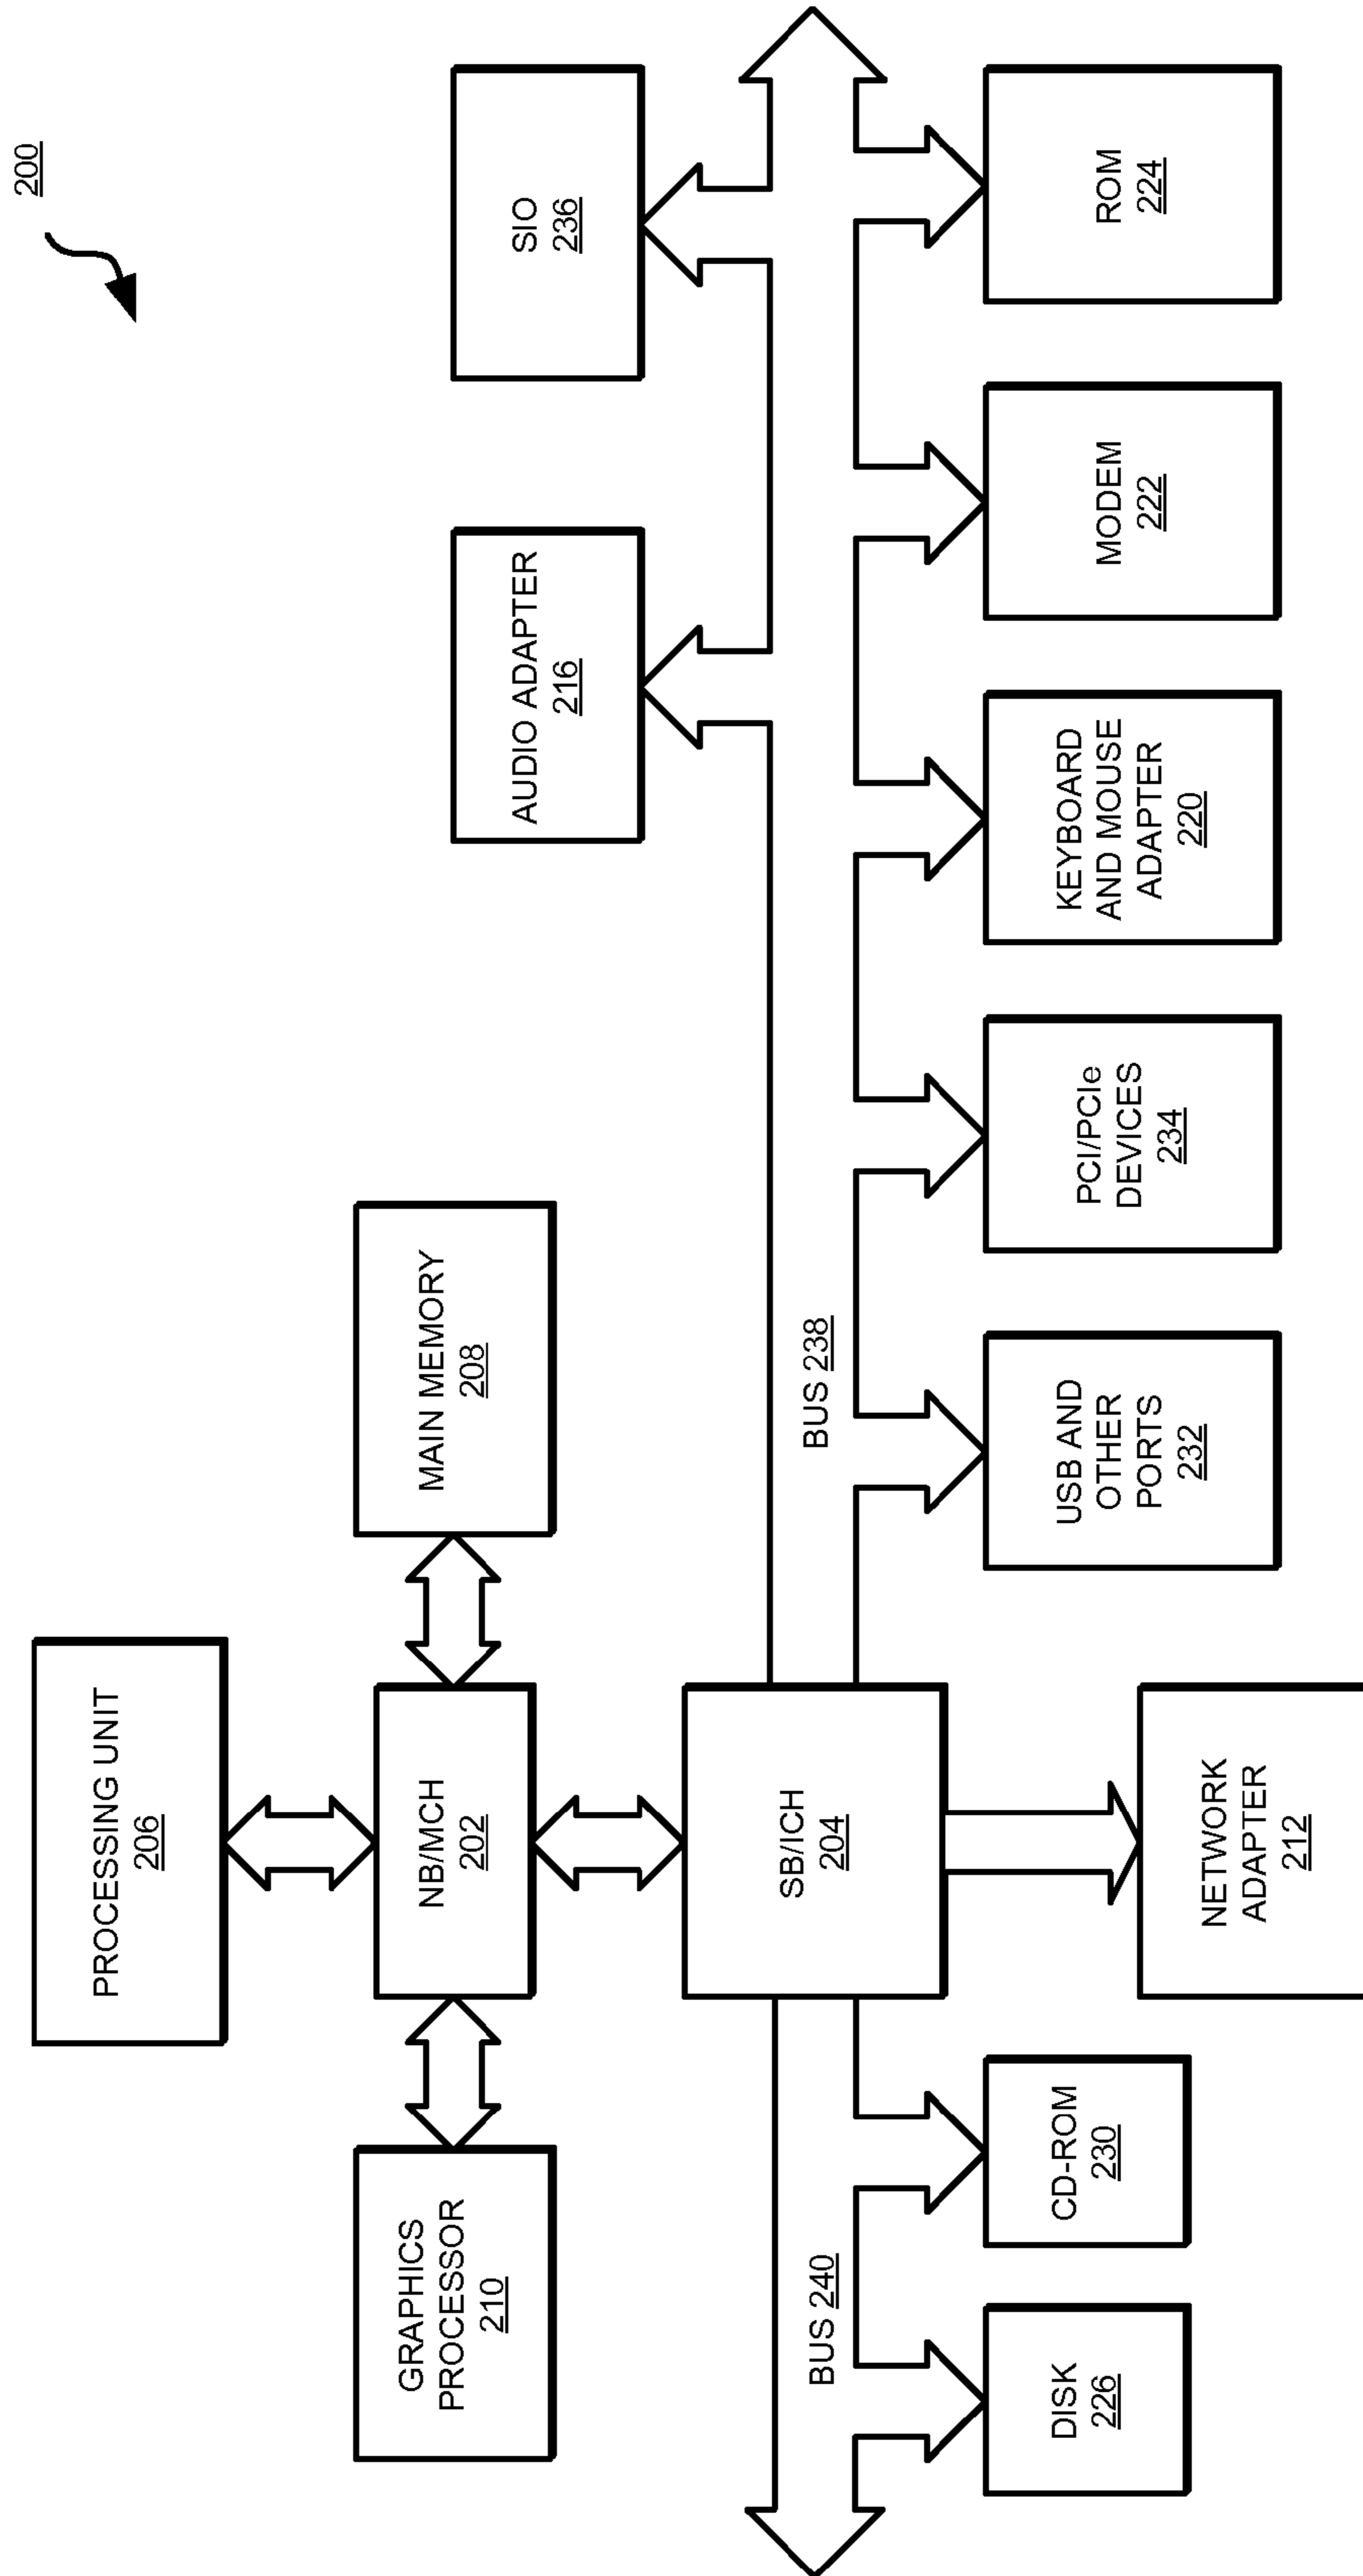 200
PROCESSING UNIT
206
GRAPHICS
PROCESSOR
210
NB/MCH
202
MAIN MEMORY
208
AUDIO ADAPTER
216
SIO
236
SB/ICH
204
BUS 240
BUS 238
DISK
226
CD-ROM
230
USB AND
OTHER
PORTS
232
PCI/PCIe
DEVICES
234
KEYBOARD
AND MOUSE
ADAPTER
220
MODEM
222
ROM
224
NETWORK
ADAPTER
212